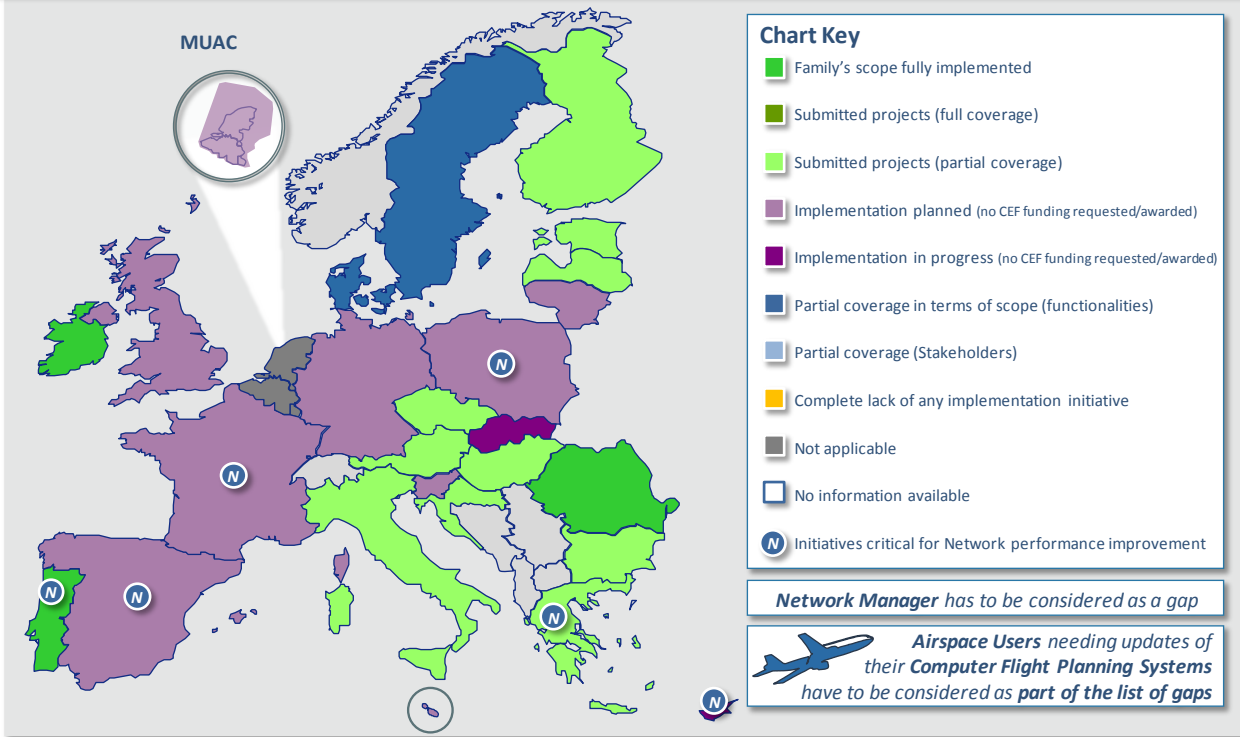 MUAC
N
N
N
N
N
N
Chart Key
Family's scope fully implemented
Submitted projects (full coverage)
Submitted projects (partial coverage)
Implementation planned (no CEF funding requested/awarded)
Implementation in progress (no CEF funding requested/awarded)
Partial coverage in terms of scope (functionalities)
Partial coverage (Stakeholders)
Complete lack of any implementation initiative
Not applicable
No information available
N Initiatives critical for Network performance improvement
Network Manager has to be considered as a gap
Airspace Users needing updates of
their Computer Flight Planning Systems
have to be considered as part of the list of gaps